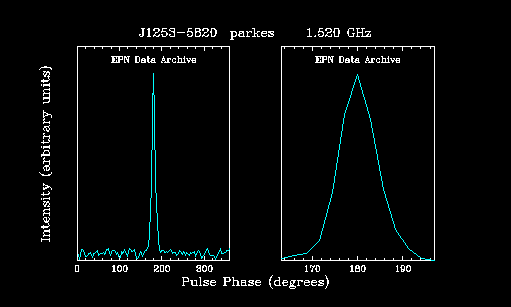 J1253-5820 parkes 1.520 GHz
EPN Data Archive EPN Data Archive
Intensity (arbitrary units)
0 100 200 300 170 180 190
Pulse Phase (degrees)